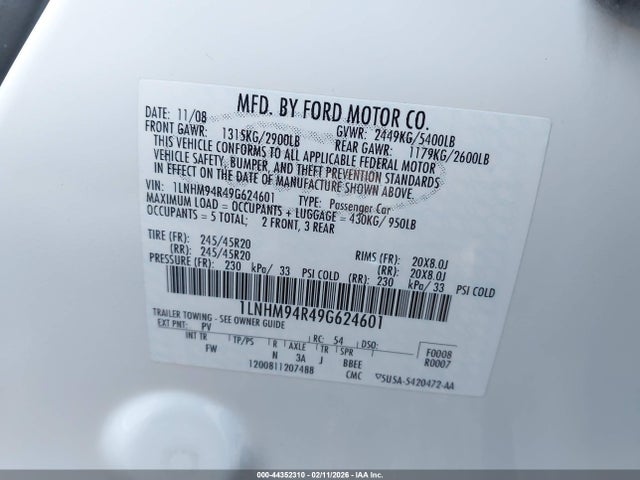 MFD. BY FORD MOTOR CO.
DATE: 11/08 GVWR: 2449KG/5400LB
FRONT GAWR: 1315KG/2900LB REAR GAWR: 1179KG/2600LB
THIS VEHICLE CONFORMS TO ALL APPLICABLE FEDERAL MOTOR
VEHICLE SAFETY, BUMPER, AND THEFT PREVENTION STANDARDS
IN EFFECT ON THE DATE OF MANUFACTURE SHOWN ABOVE.
VIN: 1LNHM94R49G624601 TYPE: Passenger Car
MAXIMUM LOAD = OCCUPANTS + LUGGAGE = 430KG/ 950LB
OCCUPANTS = 5 TOTAL; 2 FRONT, 3 REAR
TIRE (FR): 245/45R20 RIMS (FR): 20X8.0J
(RR): 245/45R20 (RR): 20X8.0J
PRESSURE (FR): 230 kPa/ 33 PSI COLD (RR): 230 kPa/ 33 PSI COLD
1LNHM94R49G624601
TRAILER TOWING - SEE OWNER GUIDE
EXT PNT: PV RC: 54 DSO: F0008
R0007
INT TR TP/PS R AXLE TR SPR
FW N 3A J BBEE
12008112074BB CMC 5USA-5420472-AA
000-44352310 - 02/11/2026 - IAA Inc.